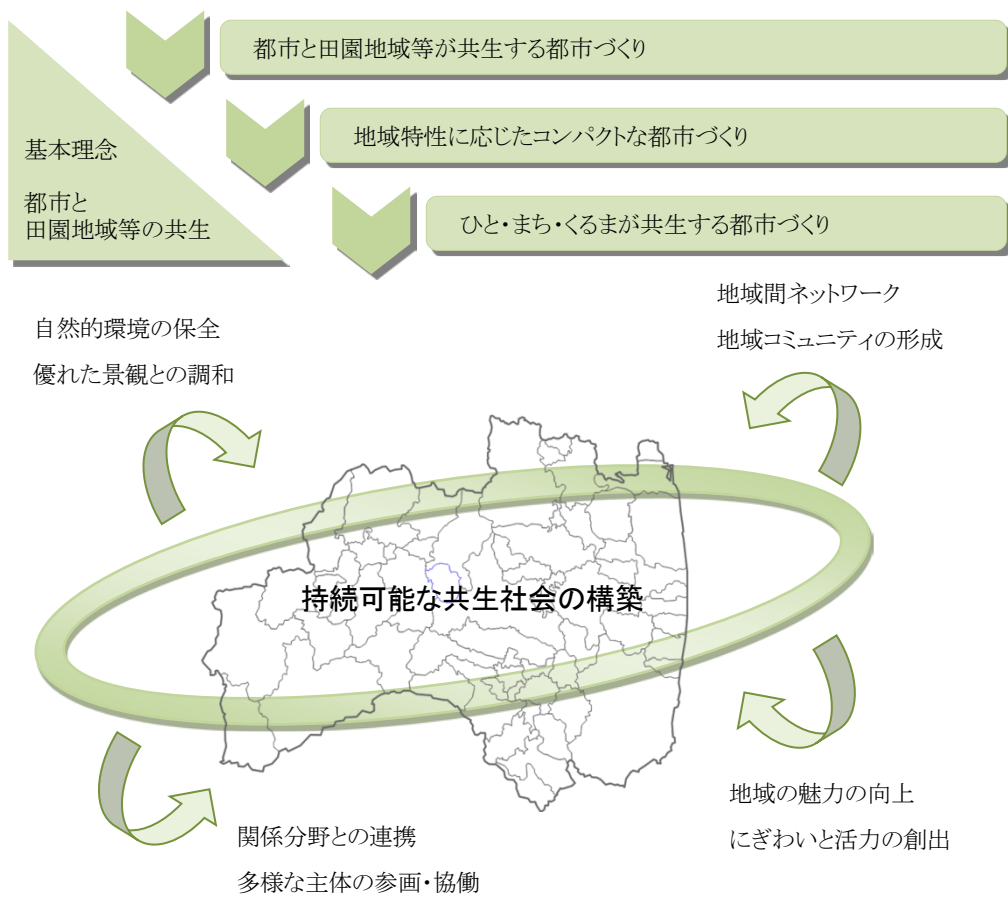 都市と田園地域等が共生する都市づくり
地域特性に応じたコンパクトな都市づくり
ひと・まち・くるまが共生する都市づくり
基本理念
都市と
田園地域等の共生
自然的環境の保全
優れた景観との調和
地域間ネットワーク
地域コミュニティの形成
持続可能な共生社会の構築
関係分野との連携
多様な主体の参画・協働
地域の魅力の向上
にぎわいと活力の創出